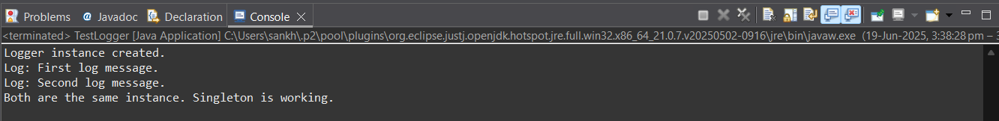 Problems @ Javadoc Declaration Console
<terminated> TestLogger [Java Application] C:\Users\sankh\.p2\pool\plugins\org.eclipse.justj.openjdk.hotspot.jre.full.win32.x86_64_21.0.7.v20250502-0916\jre\bin\javaw.exe (19-Jun-2025, 3:38:28 pm – 3
Logger instance created.
Log: First log message.
Log: Second log message.
Both are the same instance. Singleton is working.